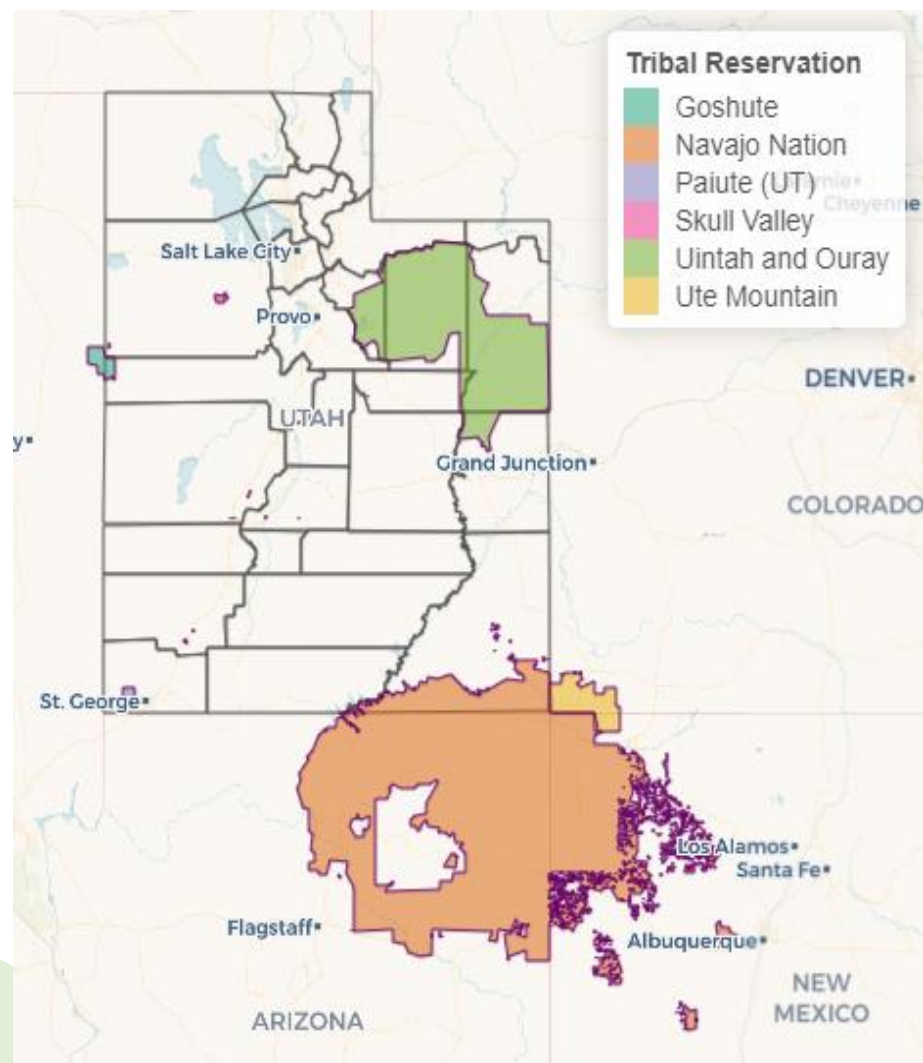 Tribal Reservation
Goshute
Navajo Nation
Paiute (UT)
Skull Valley
Uintah and Ouray
Ute Mountain
Cheyenne
Salt Lake City
Provo
DENVER
UTAH
y
Grand Junction
COLORADO
St. George
Los Alamos
Santa Fe
Flagstaff
Albuquerque
NEW
MEXICO
ARIZONA